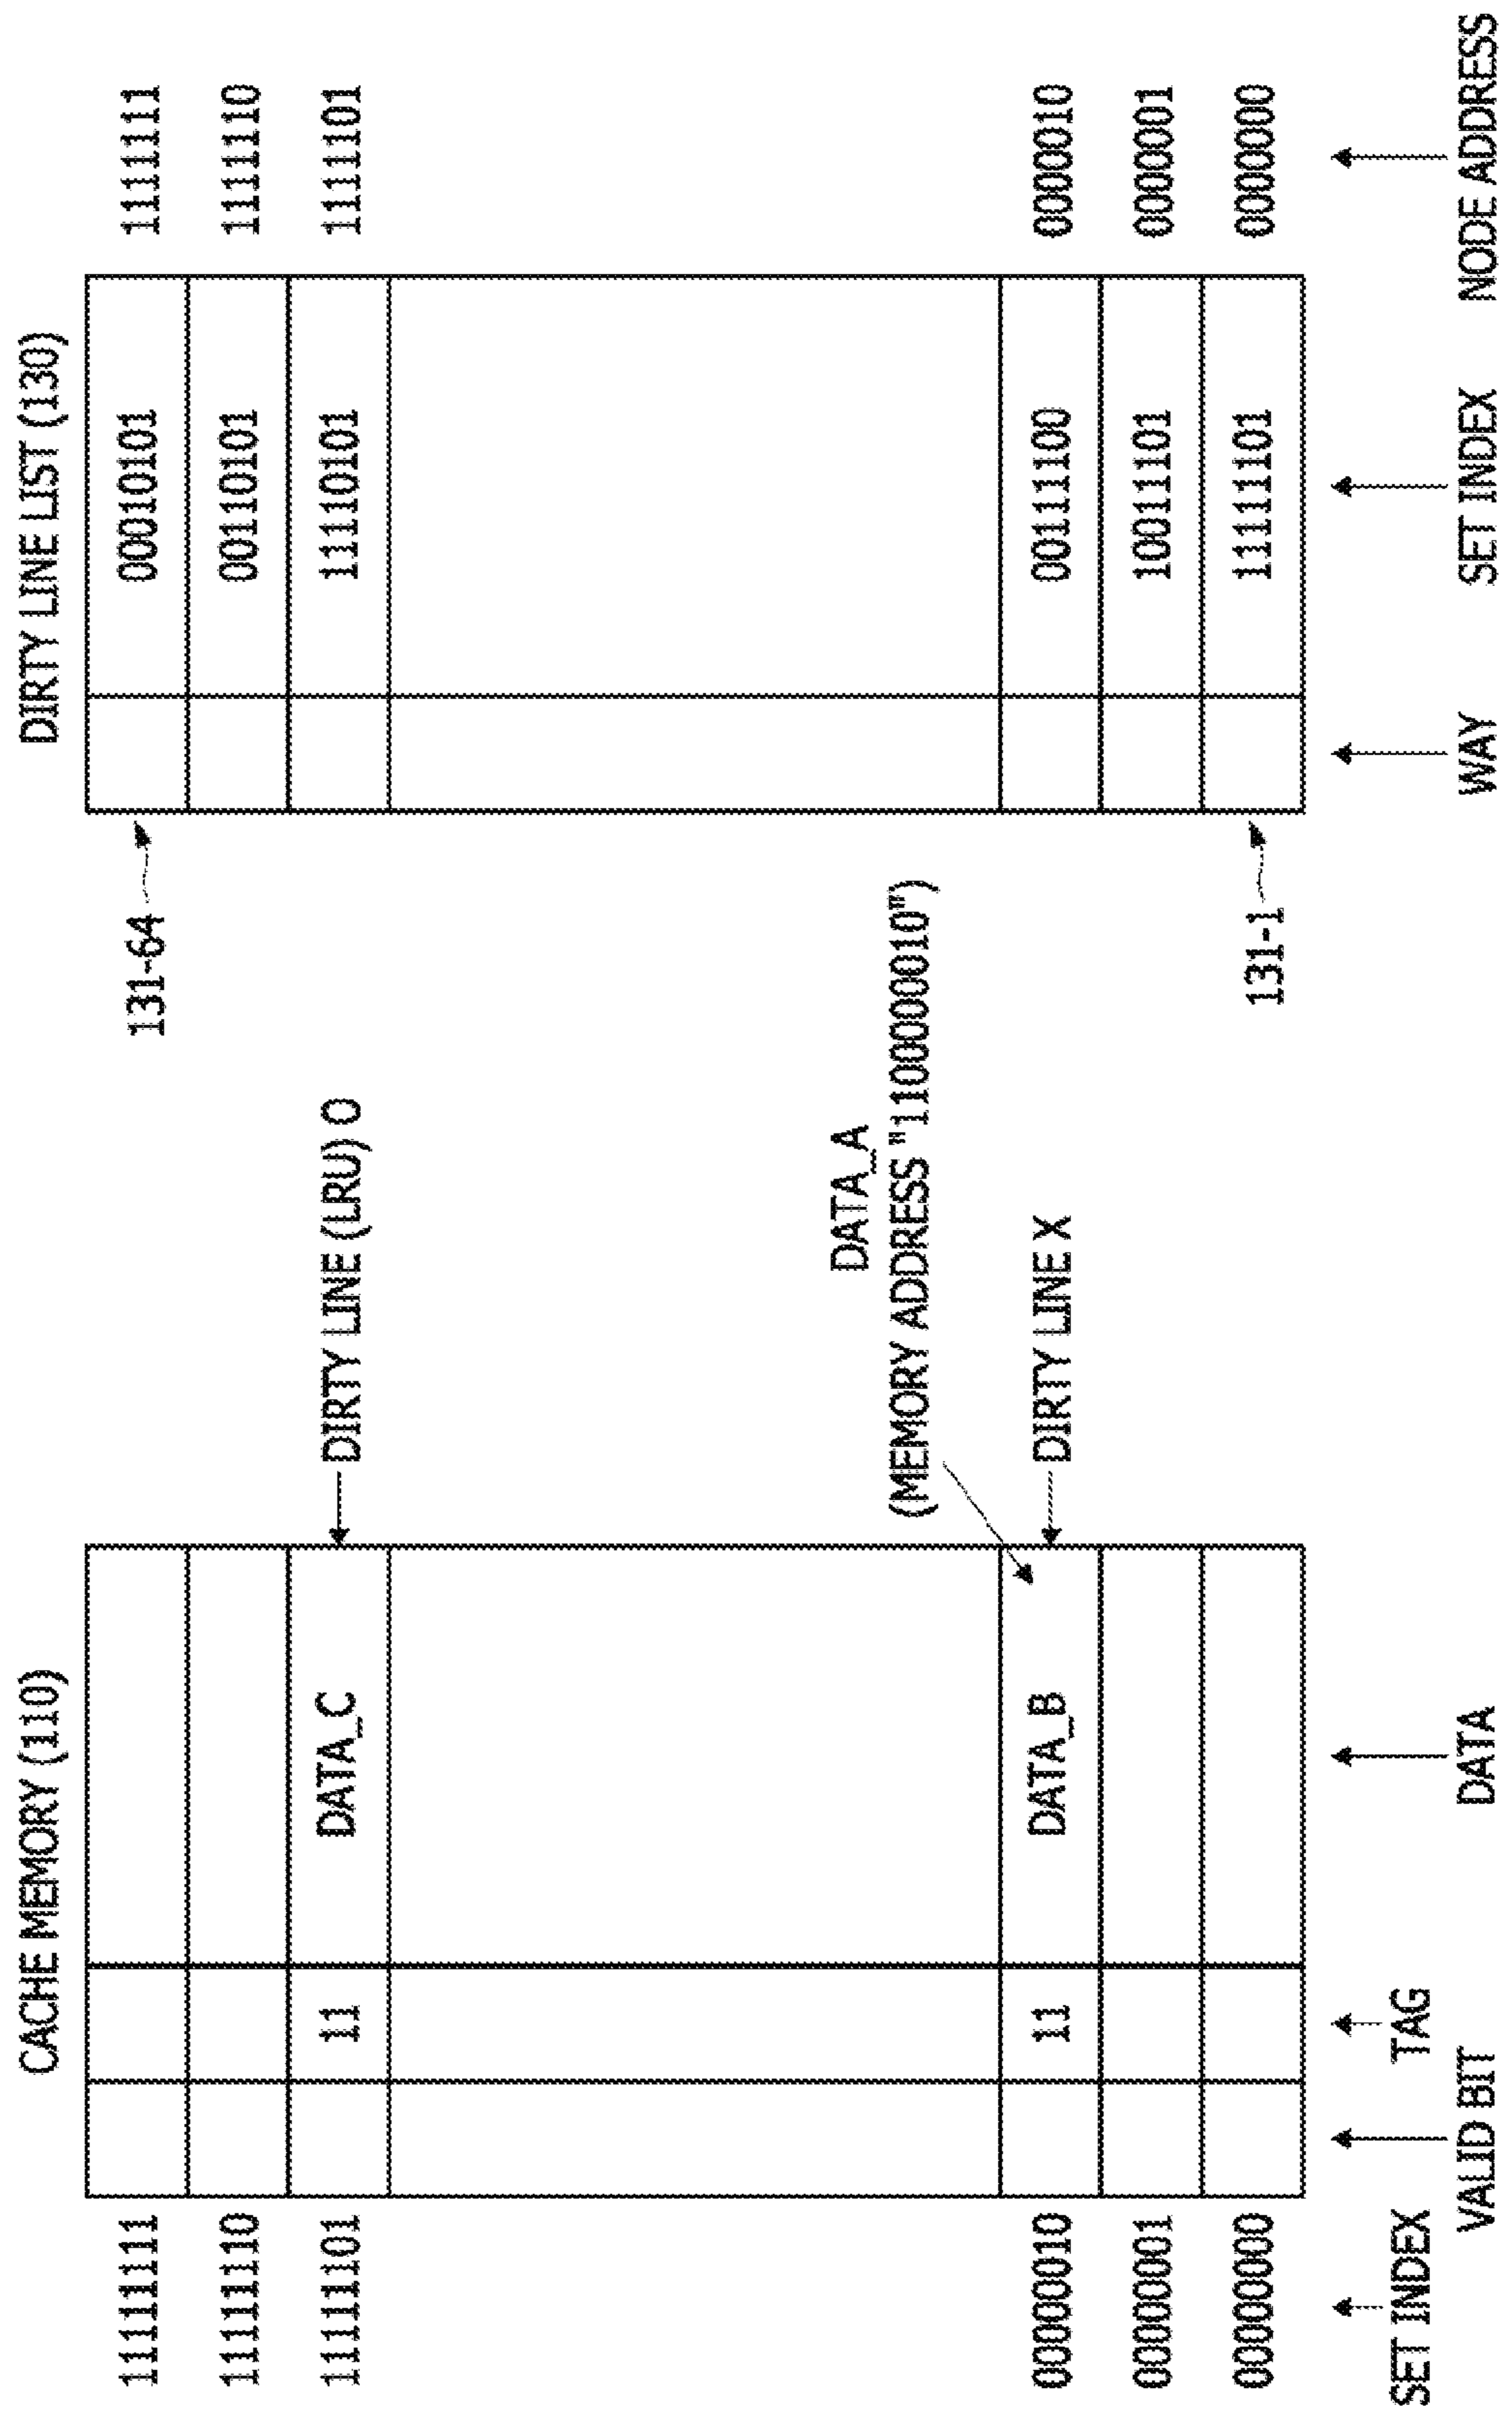 CACHE MEMORY (110)
11111111
11111110
11111101 11 DATA_C
00000010 11 DATA_B
00000001
00000000
SET INDEX
VALID BIT
TAG
DATA
DIRTY LINE (LRU) O
DATA_A
(MEMORY ADDRESS "1100000010")
DIRTY LINE X
DIRTY LINE LIST (130)
131-64
00010101 1111111
00110101 1111110
11110101 1111101
00111100 0000010
10011101 0000001
131-1
11111101 0000000
WAY
SET INDEX
NODE ADDRESS